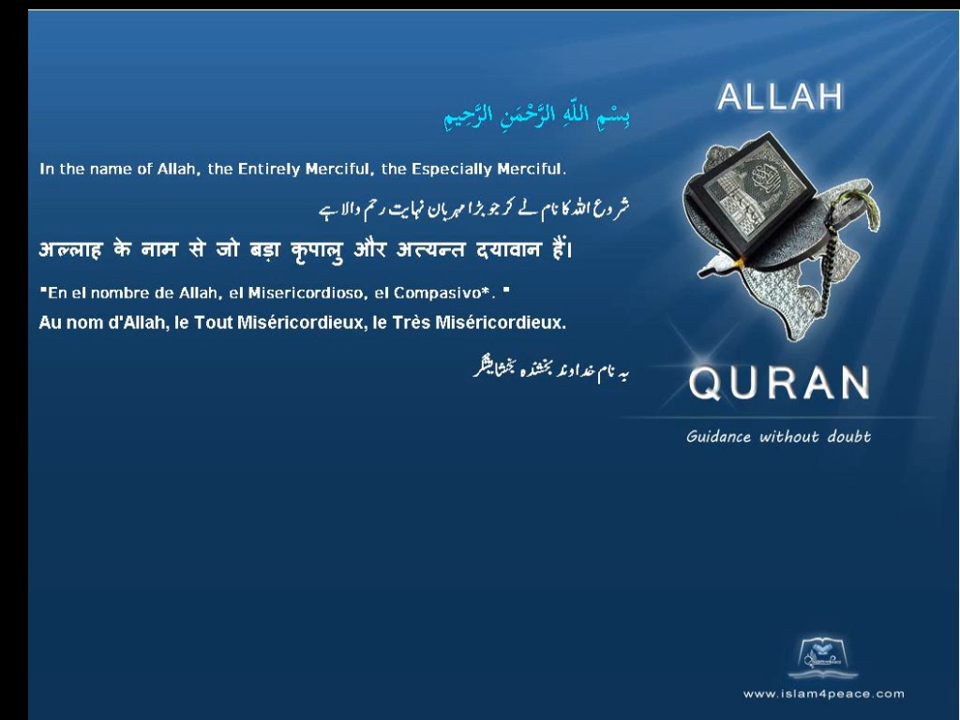 بِسْمِ اللّهِ الرَّحْمَنِ الرَّحِيمِ
In the name of Allah, the Entirely Merciful, the Especially Merciful.
شروع اللہ کا نام لے کر جو بڑا مہربان نہایت رحم والا ہے
अल्लाह के नाम से जो बड़ा कृपालु और अत्यन्त दयावान हैं।
"En el nombre de Allah, el Misericordioso, el Compasivo*. "
Au nom d'Allah, le Tout Miséricordieux, le Très Miséricordieux.
به نام خداوند بخشنده بخشایشگر
ALLAH
QURAN
Guidance without doubt
www.islam4peace.com